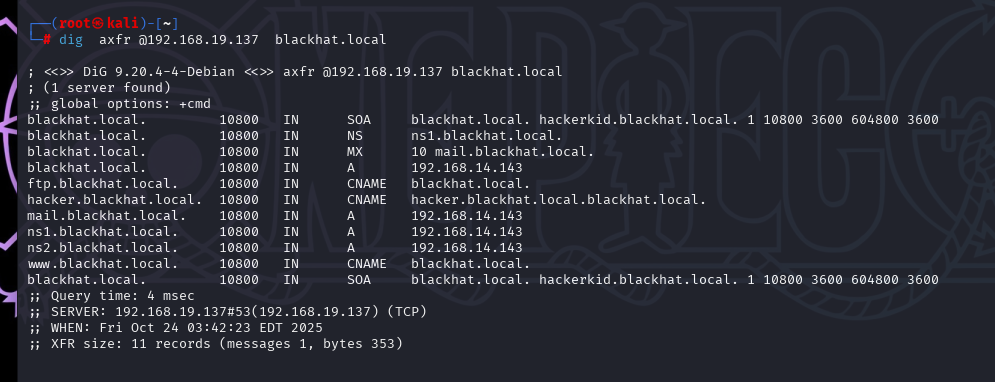 ┌──(root㉿kali)-[~]
└─# dig axfr @192.168.19.137 blackhat.local
; <<>> DiG 9.20.4-4-Debian <<>> axfr @192.168.19.137 blackhat.local
; (1 server found)
;; global options: +cmd
blackhat.local. 10800 IN SOA blackhat.local. hackerkid.blackhat.local. 1 10800 3600 604800 3600
blackhat.local. 10800 IN NS ns1.blackhat.local.
blackhat.local. 10800 IN MX 10 mail.blackhat.local.
blackhat.local. 10800 IN A 192.168.14.143
ftp.blackhat.local. 10800 IN CNAME blackhat.local.
hacker.blackhat.local. 10800 IN CNAME hacker.blackhat.local.blackhat.local.
mail.blackhat.local. 10800 IN A 192.168.14.143
ns1.blackhat.local. 10800 IN A 192.168.14.143
ns2.blackhat.local. 10800 IN A 192.168.14.143
www.blackhat.local. 10800 IN CNAME blackhat.local.
blackhat.local. 10800 IN SOA blackhat.local. hackerkid.blackhat.local. 1 10800 3600 604800 3600
;; Query time: 4 msec
;; SERVER: 192.168.19.137#53(192.168.19.137) (TCP)
;; WHEN: Fri Oct 24 03:42:23 EDT 2025
;; XFR size: 11 records (messages 1, bytes 353)